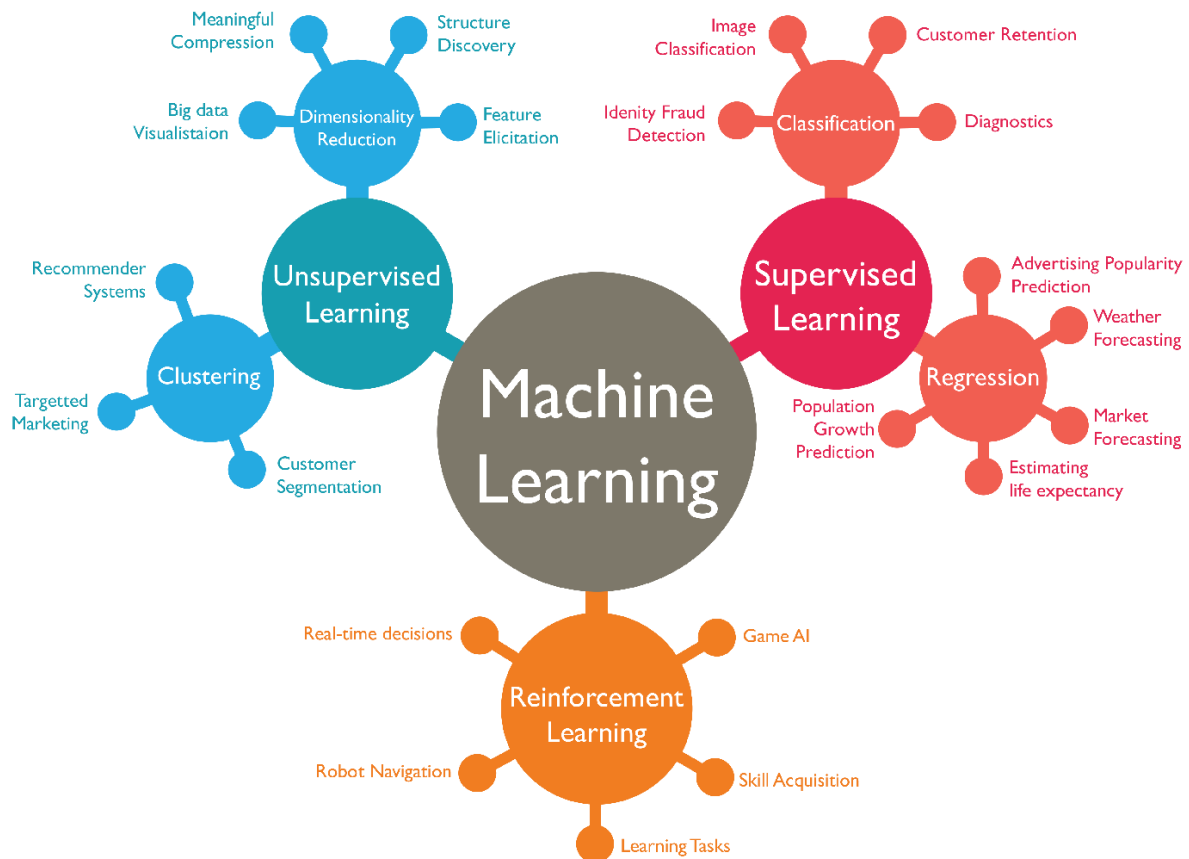 Meaningful
Compression
Structure
Discovery
Big data
Visualistaion
Dimensionality
Reduction
Feature
Elicitation
Image
Classification
Customer Retention
Idenity Fraud
Detection
Classification
Diagnostics
Recommender
Systems
Unsupervised
Learning
Clustering
Targetted
Marketing
Customer
Segmentation
Machine
Learning
Supervised
Learning
Advertising Popularity
Prediction
Weather
Forecasting
Regression
Population
Growth
Prediction
Market
Forecasting
Estimating
life expectancy
Real-time decisions
Game AI
Reinforcement
Learning
Robot Navigation
Skill Acquisition
Learning Tasks